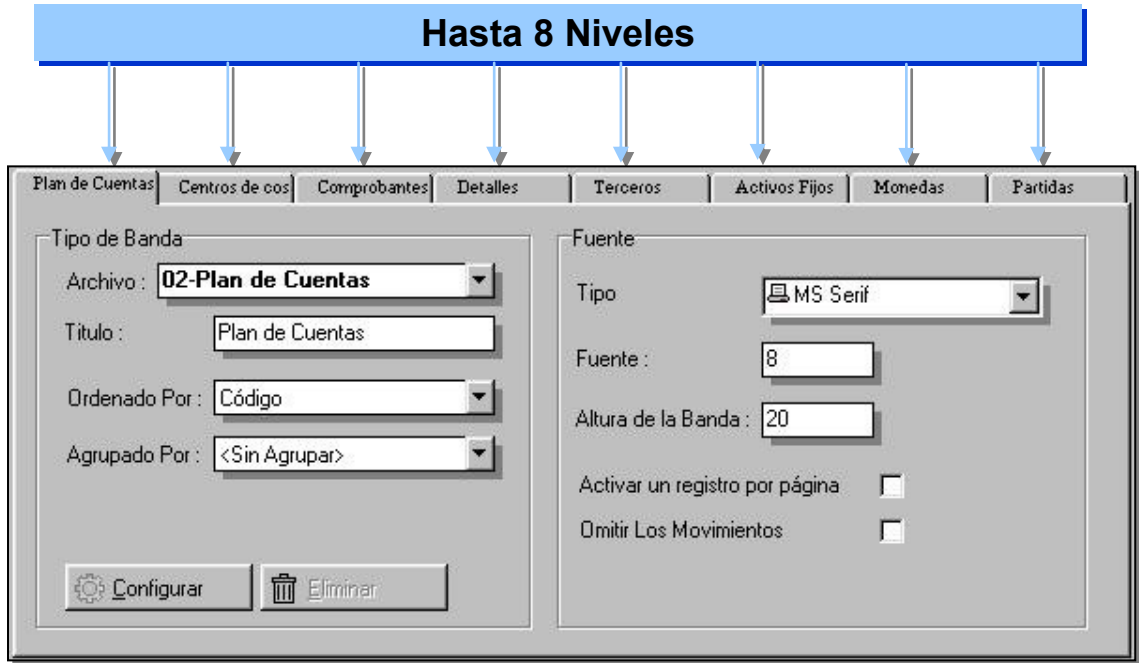 Hasta 8 Niveles
Plan de Cuentas Centros de cos Comprobantes Detalles Terceros Activos Fijos Monedas Partidas
Tipo de Banda
Archivo : 02-Plan de Cuentas
Titulo : Plan de Cuentas
Ordenado Por : Código
Agrupado Por : <Sin Agrupar>
Configurar Eliminar
Fuente
Tipo MS Serif
Fuente : 8
Altura de la Banda : 20
Activar un registro por página
Omitir Los Movimientos